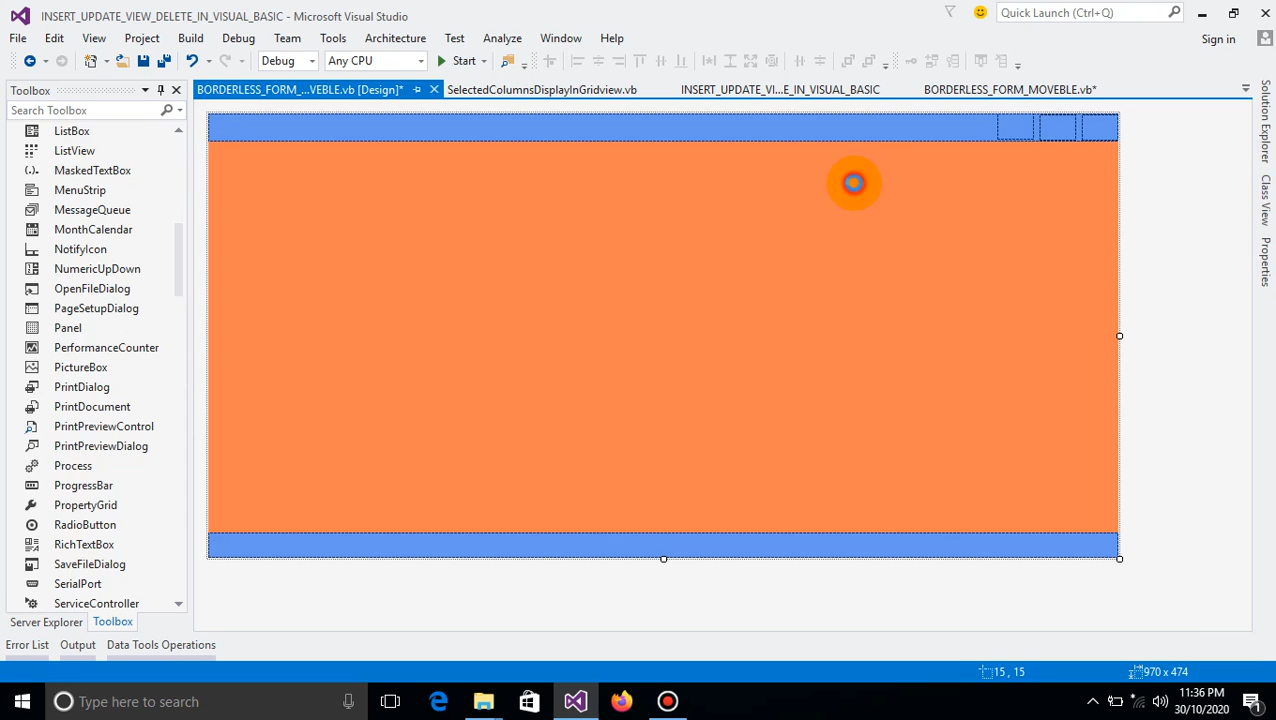 INSERT_UPDATE_VIEW_DELETE_IN_VISUAL_BASIC - Microsoft Visual Studio
Quick Launch (Ctrl+Q)
File Edit View Project Build Debug Team Tools Architecture Test Analyze Window Help
Sign in
Debug Any CPU Start
Toolbox
BORDERLESS_FORM_...VEBLE.vb [Design]* SelectedColumnsDisplayInGridview.vb INSERT_UPDATE_VI...E_IN_VISUAL_BASIC BORDERLESS_FORM_MOVEBLE.vb*
Search Toolbox
ListBox
ListView
MaskedTextBox
MenuStrip
MessageQueue
MonthCalendar
NotifyIcon
NumericUpDown
OpenFileDialog
PageSetupDialog
Panel
PerformanceCounter
PictureBox
PrintDialog
PrintDocument
PrintPreviewControl
PrintPreviewDialog
Process
ProgressBar
PropertyGrid
RadioButton
RichTextBox
SaveFileDialog
SerialPort
ServiceController
Solution Explorer
Class View
Properties
Server Explorer Toolbox
Error List Output Data Tools Operations
15 , 15 970 x 474
Type here to search
11:36 PM
30/10/2020
1